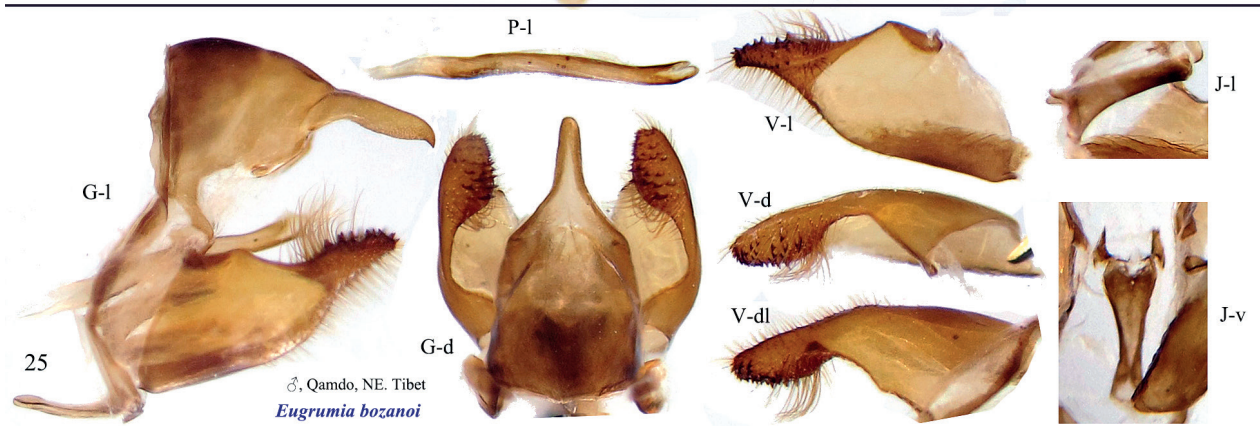 P-l
J-l
V-l
G-l
V-d
J-v
V-dl
G-d
25
♂, Qamdo, NE. Tibet
Eugrumia bozanoi